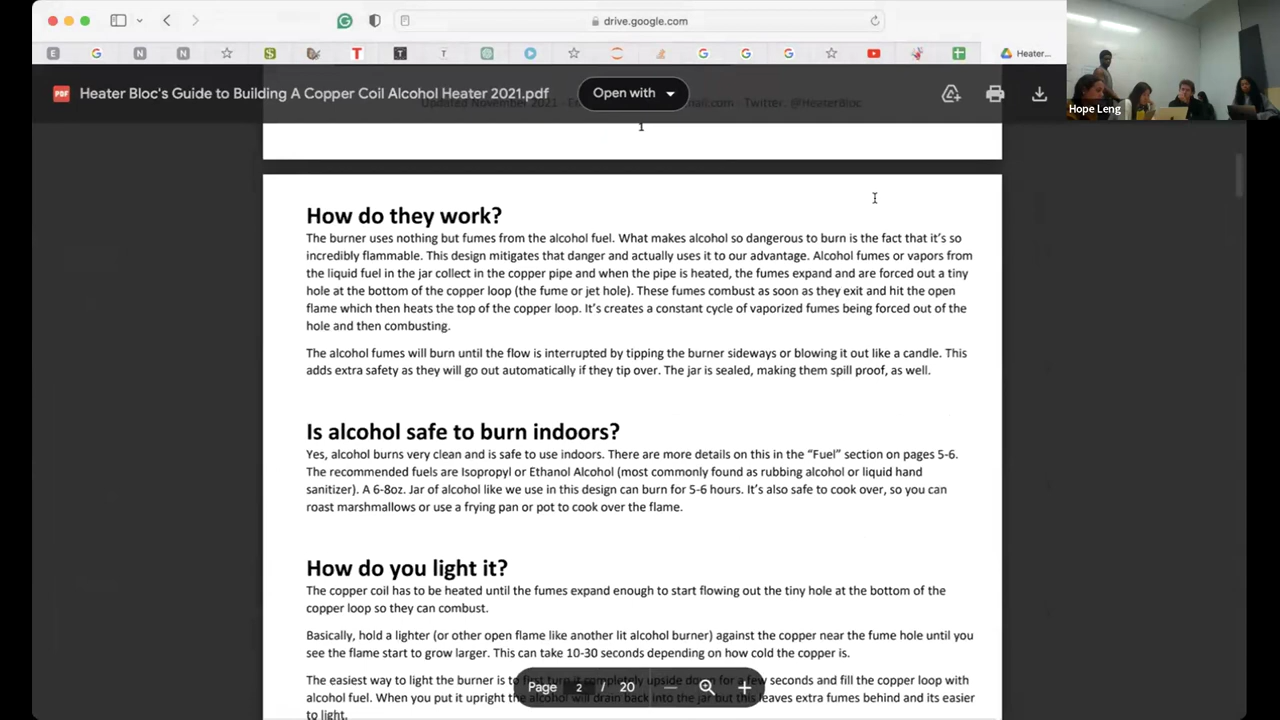 drive.google.com
Heater...
Heater Bloc's Guide to Building A Copper Coil Alcohol Heater 2021.pdf
Open with
Hope Leng
Updated November 2021
Twitter. @HeaterBloc
1
How do they work?
The burner uses nothing but fumes from the alcohol fuel. What makes alcohol so dangerous to burn is the fact that it's so
incredibly flammable. This design mitigates that danger and actually uses it to our advantage. Alcohol fumes or vapors from
the liquid fuel in the jar collect in the copper pipe and when the pipe is heated, the fumes expand and are forced out a tiny
hole at the bottom of the copper loop (the fume or jet hole). These fumes combust as soon as they exit and hit the open
flame which then heats the top of the copper loop. It's creates a constant cycle of vaporized fumes being forced out of the
hole and then combusting.
The alcohol fumes will burn until the flow is interrupted by tipping the burner sideways or blowing it out like a candle. This
adds extra safety as they will go out automatically if they tip over. The jar is sealed, making them spill proof, as well.
Is alcohol safe to burn indoors?
Yes, alcohol burns very clean and is safe to use indoors. There are more details on this in the “Fuel” section on pages 5-6.
The recommended fuels are Isopropyl or Ethanol Alcohol (most commonly found as rubbing alcohol or liquid hand
sanitizer). A 6-8oz. Jar of alcohol like we use in this design can burn for 5-6 hours. It's also safe to cook over, so you can
roast marshmallows or use a frying pan or pot to cook over the flame.
How do you light it?
The copper coil has to be heated until the fumes expand enough to start flowing out the tiny hole at the bottom of the
copper loop so they can combust.
Basically, hold a lighter (or other open flame like another lit alcohol burner) against the copper near the fume hole until you
see the flame start to grow larger. This can take 10-30 seconds depending on how cold the copper is.
The easiest way to light the burner is to first turn it completely upside down for a few seconds and fill the copper loop with
alcohol fuel. When you put it upright the alcohol will drain back into the jar but this leaves extra fumes behind and its easier
to light.
Page 2 / 20